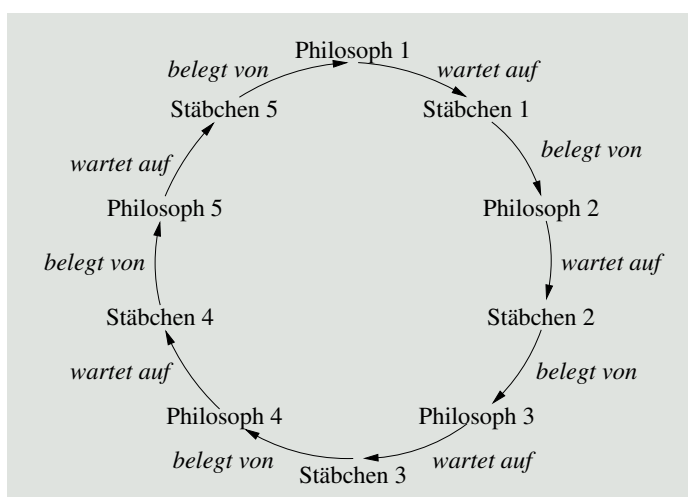 Philosoph 1
belegt von
wartet auf
Stäbchen 5
Stäbchen 1
wartet auf
belegt von
Philosoph 5
Philosoph 2
belegt von
wartet auf
Stäbchen 4
Stäbchen 2
wartet auf
belegt von
Philosoph 4
Philosoph 3
belegt von
wartet auf
Stäbchen 3